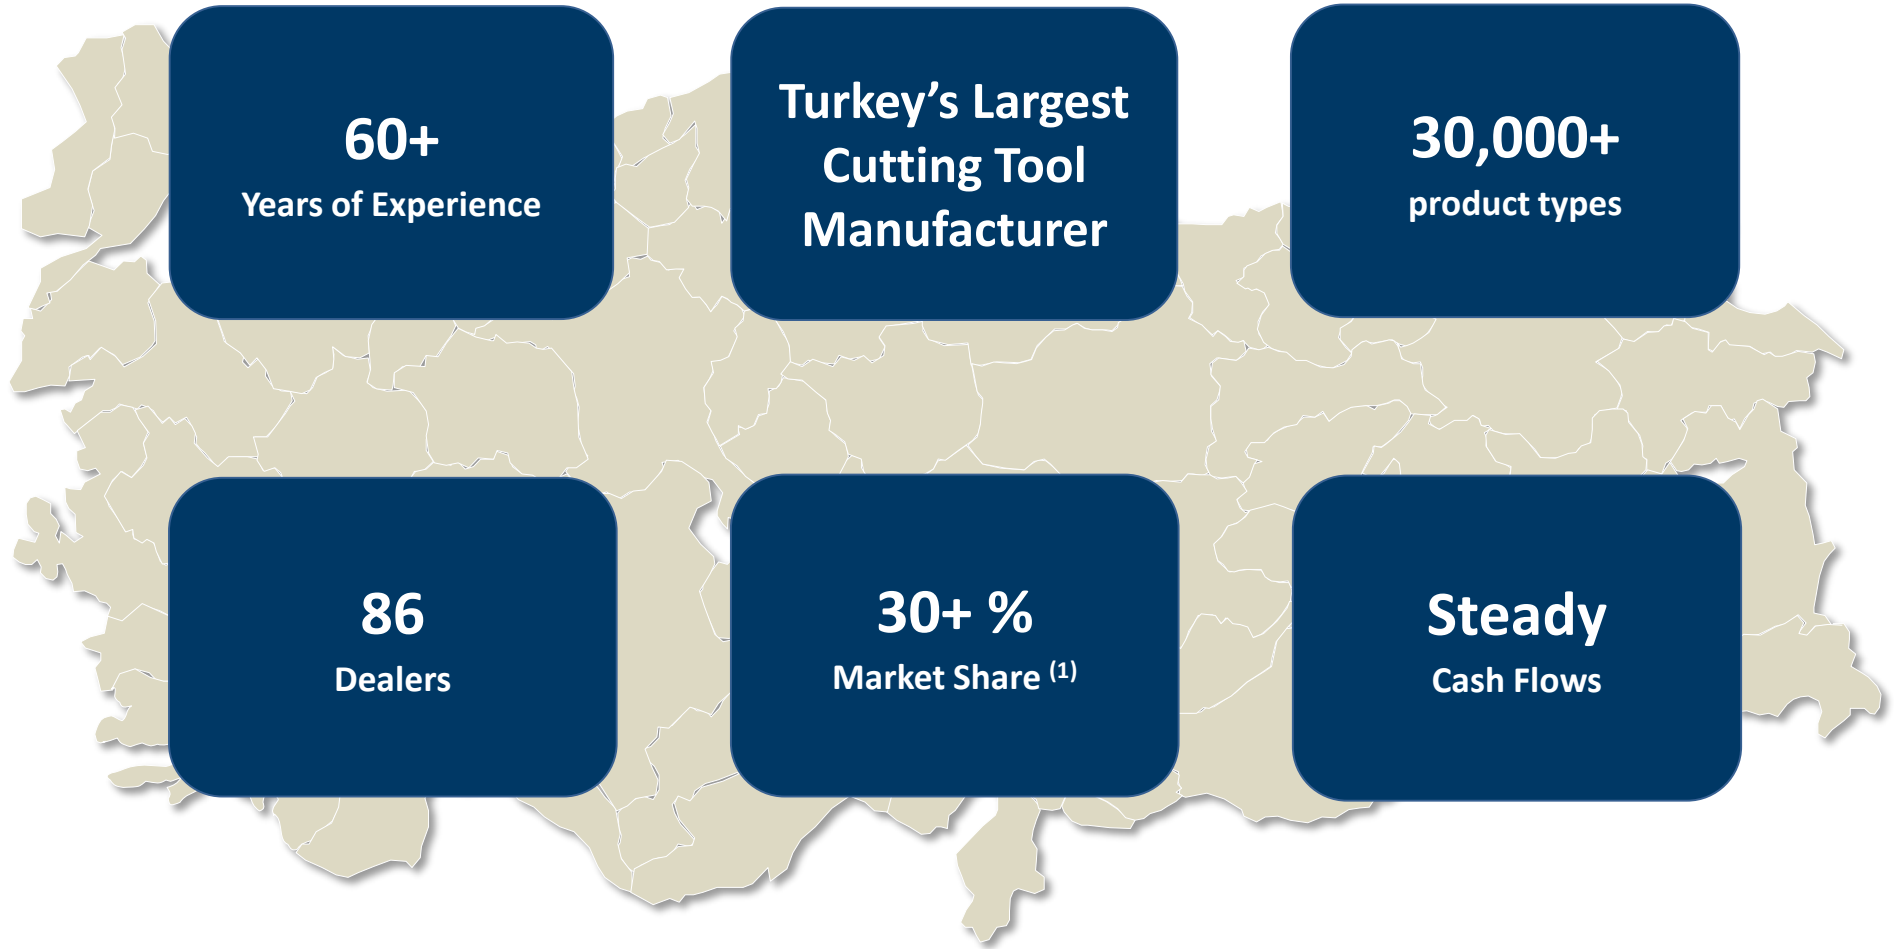 60+
Years of Experience
Turkey’s Largest
Cutting Tool
Manufacturer
30,000+
product types
86
Dealers
30+ %
Market Share (1)
Steady
Cash Flows